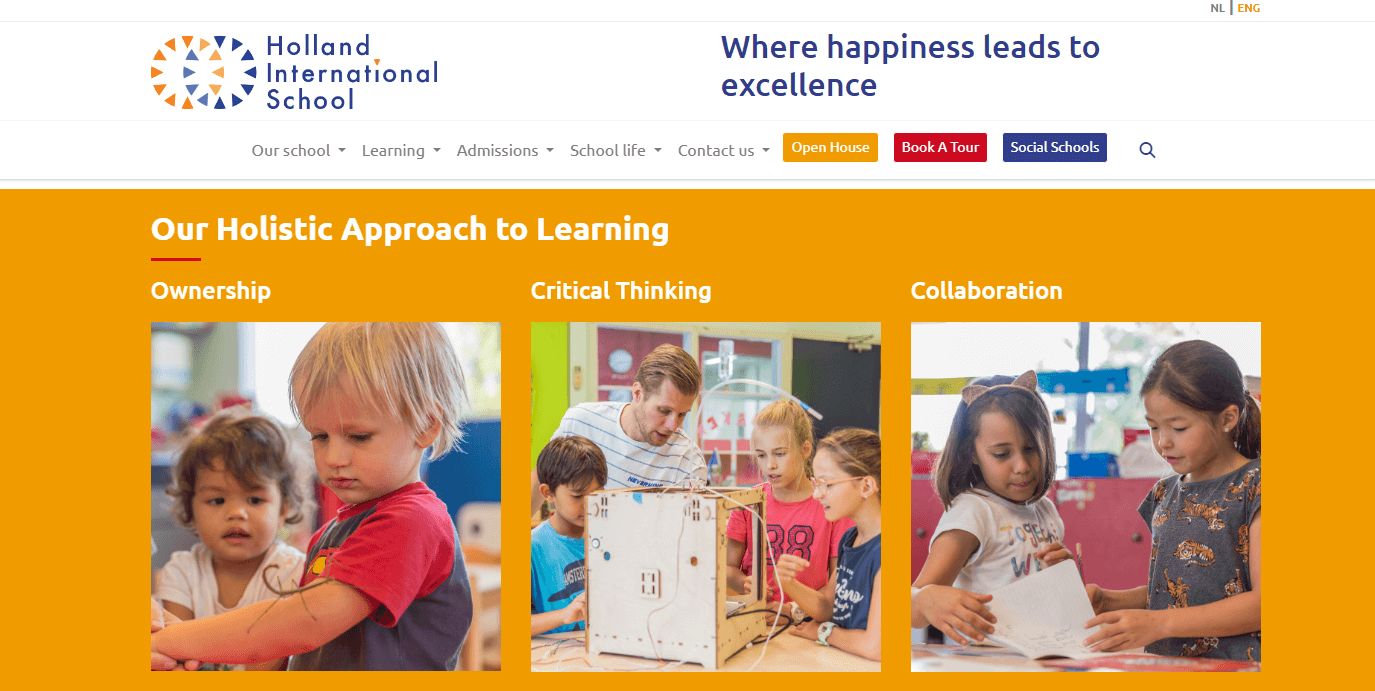 NL | ENG
Holland
International
School
Where happiness leads to
excellence
Our school Learning Admissions School life Contact us Open House Book A Tour Social Schools
Our Holistic Approach to Learning
Ownership Critical Thinking Collaboration
38